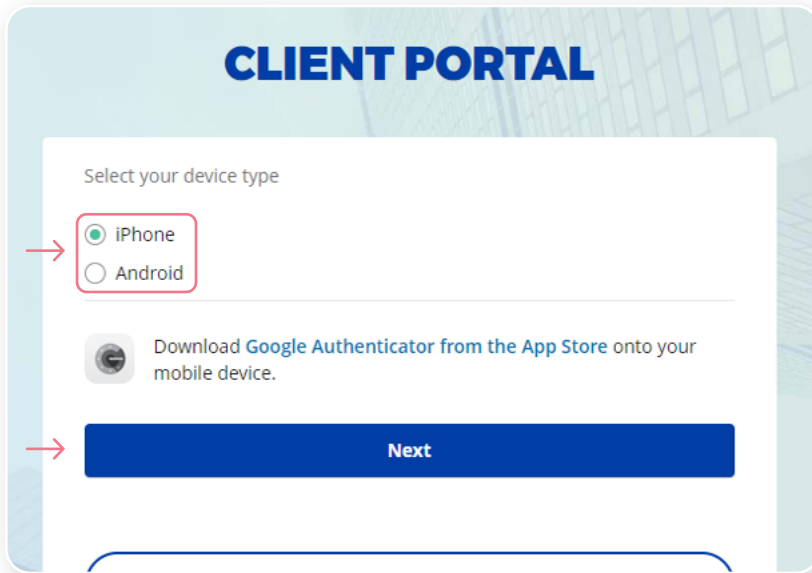 CLIENT PORTAL
Select your device type
iPhone
Android
Download Google Authenticator from the App Store onto your
mobile device.
Next